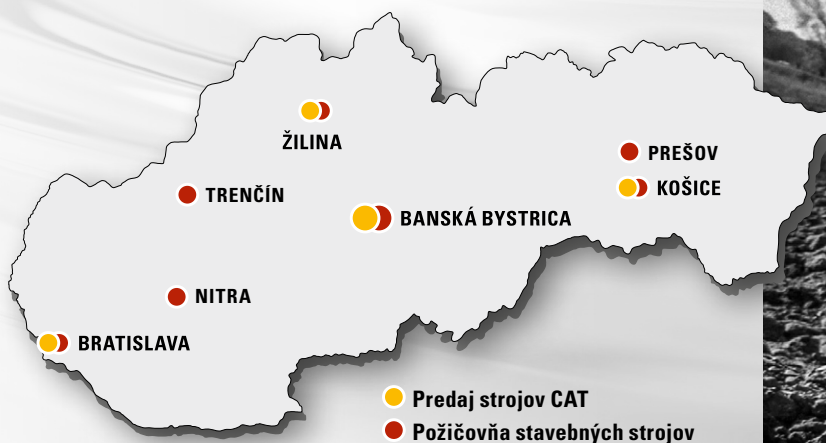 ŽILINA
PREŠOV
KOŠICE
TRENČÍN
BANSKÁ BYSTRICA
NITRA
BRATISLAVA
Predaj strojov CAT
Požičovňa stavebných strojov